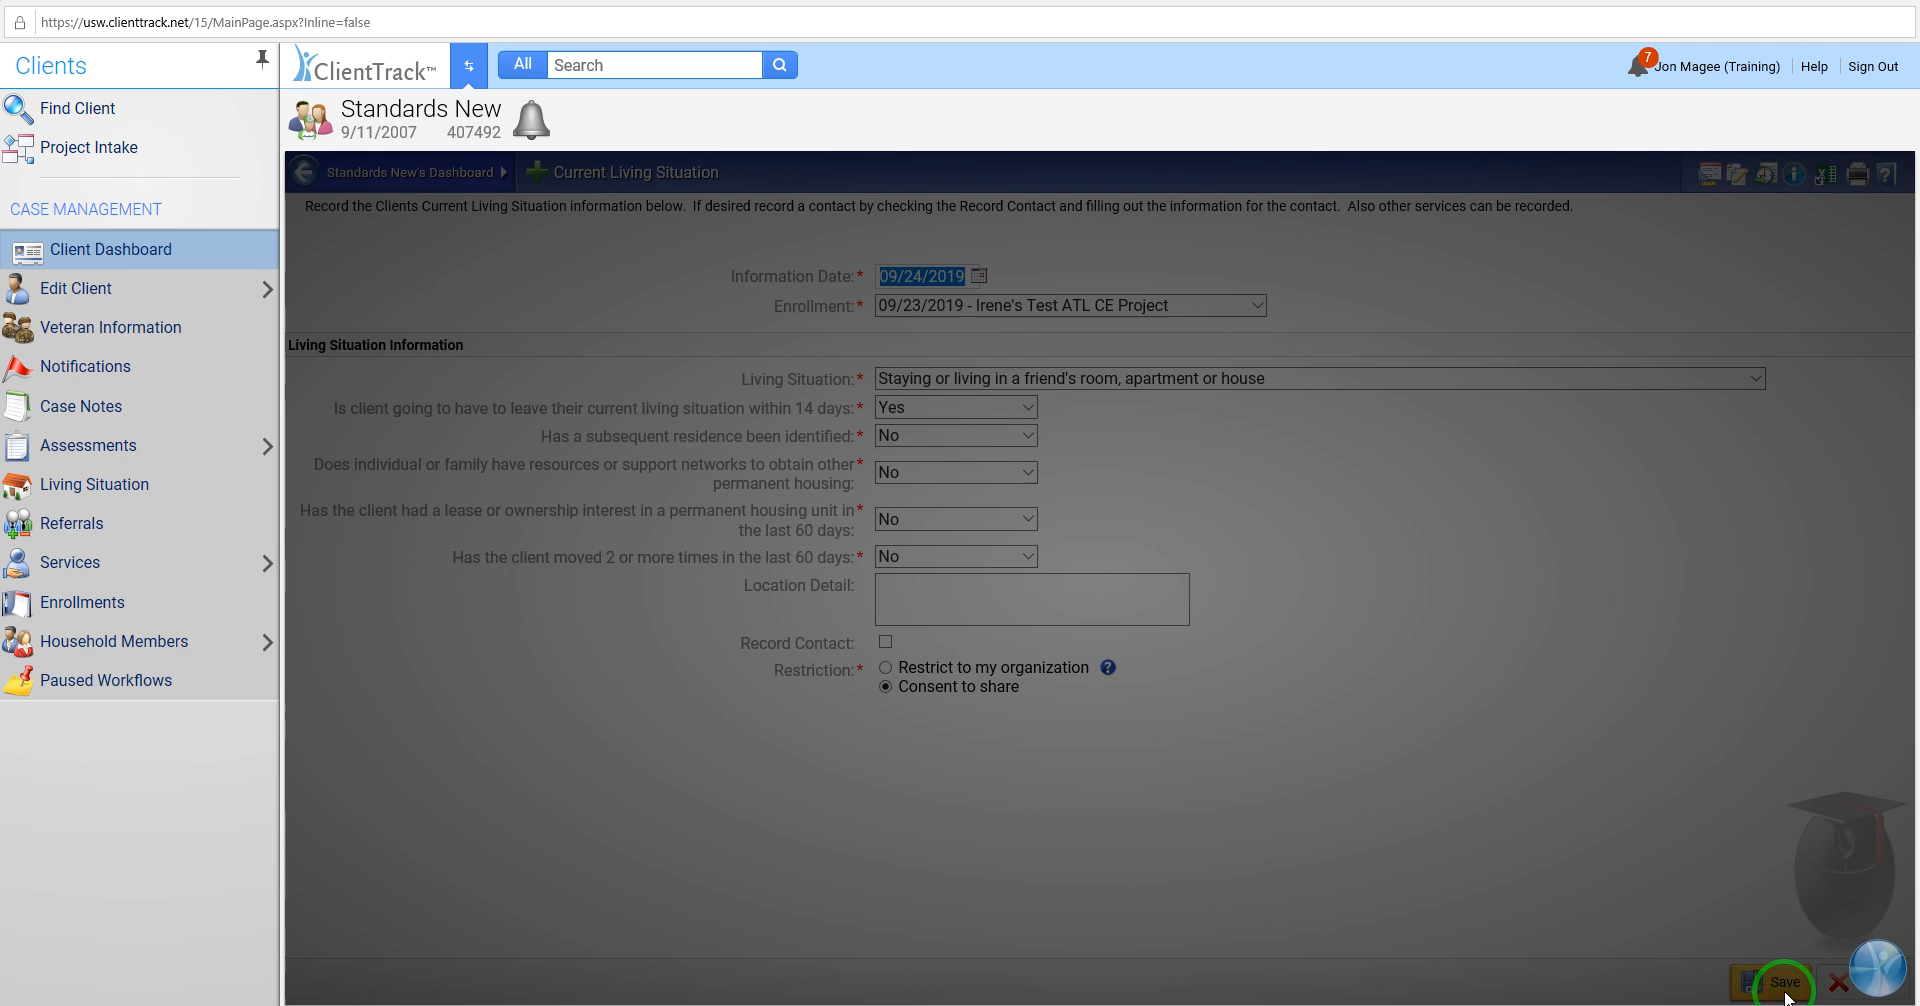 https://usw.clienttrack.net/15/MainPage.aspx?Inline=false
Clients
ClientTrack™
All
Search
7
Jon Magee (Training)
Help
Sign Out
Find Client
Project Intake
CASE MANAGEMENT
Client Dashboard
Edit Client
Veteran Information
Notifications
Case Notes
Assessments
Living Situation
Referrals
Services
Enrollments
Household Members
Paused Workflows
Standards New
9/11/2007 407492
Standards New's Dashboard
Current Living Situation
Record the Clients Current Living Situation information below. If desired record a contact by checking the Record Contact and filling out the information for the contact. Also other services can be recorded.
Information Date:* 09/24/2019
Enrollment:* 09/23/2019 - Irene's Test ATL CE Project
Living Situation Information
Living Situation:* Staying or living in a friend's room, apartment or house
Is client going to have to leave their current living situation within 14 days:* Yes
Has a subsequent residence been identified:* No
Does individual or family have resources or support networks to obtain other*
permanent housing: No
Has the client had a lease or ownership interest in a permanent housing unit in*
the last 60 days: No
Has the client moved 2 or more times in the last 60 days:* No
Location Detail:
Record Contact:
Restriction:* Restrict to my organization
Consent to share
Save